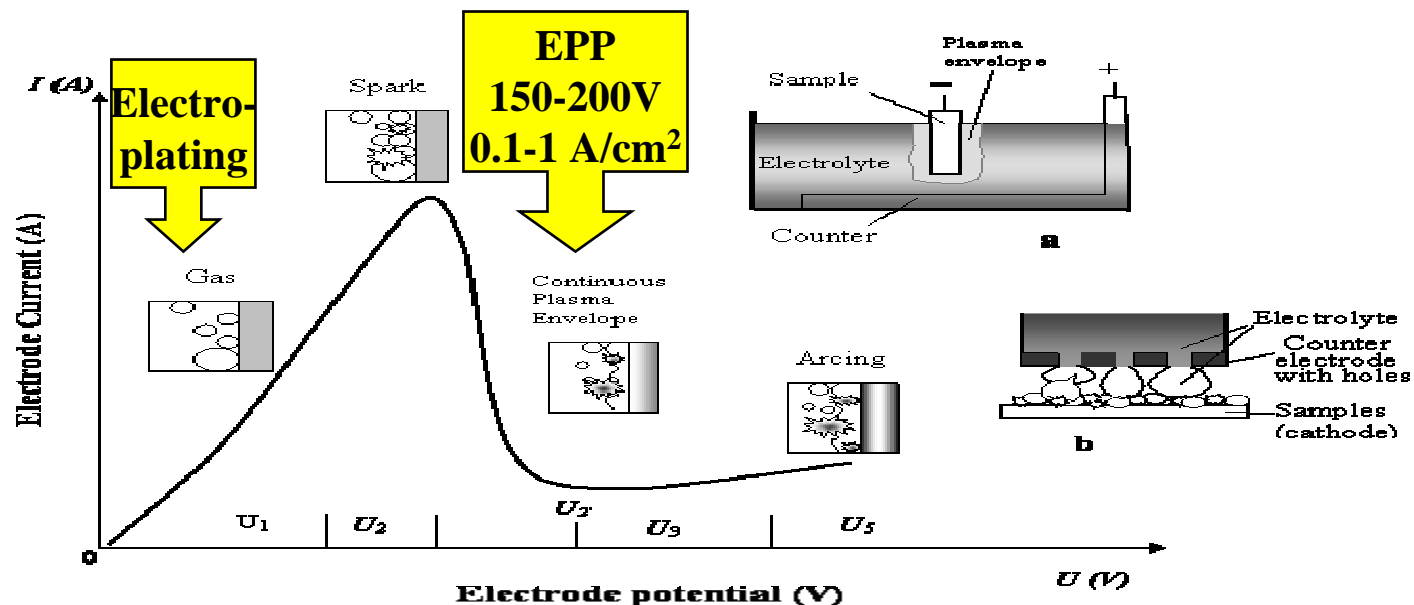 I (A)
Electro-
plating
Spark
EPP
150-200V
0.1-1 A/cm²
Plasma
envelope
Sample
−
+
Electrolyte
Counter
a
Electrode Current (A)
Gas
Continuous
Plasma
Envelope
Arcing
Electrolyte
Counter
electrode
with holes
Samples
(cathode)
b
U₁
U₂
U₃
U₅
0
U (V)
Electrode potential (V)